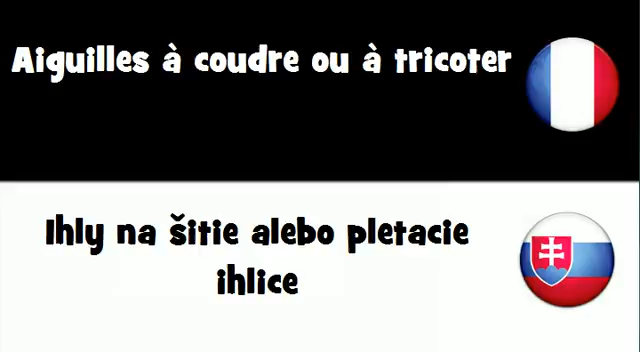 Aiguilles à coudre ou à tricoter
Ihly na šitie alebo pletacie
ihlice